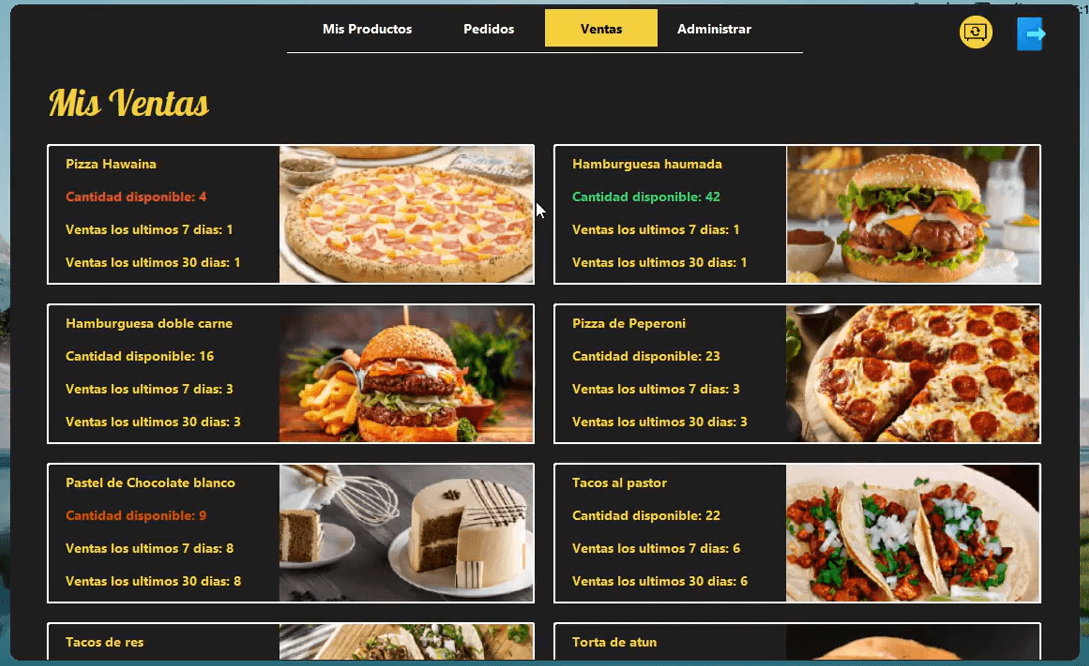 Mis Productos
Pedidos
Ventas
Administrar
Mis Ventas
Pizza Hawaina
Cantidad disponible: 4
Ventas los ultimos 7 dias: 1
Ventas los ultimos 30 dias: 1
Hamburguesa haumada
Cantidad disponible: 42
Ventas los ultimos 7 dias: 1
Ventas los ultimos 30 dias: 1
Hamburguesa doble carne
Cantidad disponible: 16
Ventas los ultimos 7 dias: 3
Ventas los ultimos 30 dias: 3
Pizza de Peperoni
Cantidad disponible: 23
Ventas los ultimos 7 dias: 3
Ventas los ultimos 30 dias: 3
Pastel de Chocolate blanco
Cantidad disponible: 9
Ventas los ultimos 7 dias: 8
Ventas los ultimos 30 dias: 8
Tacos al pastor
Cantidad disponible: 22
Ventas los ultimos 7 dias: 6
Ventas los ultimos 30 dias: 6
Tacos de res
Torta de atun